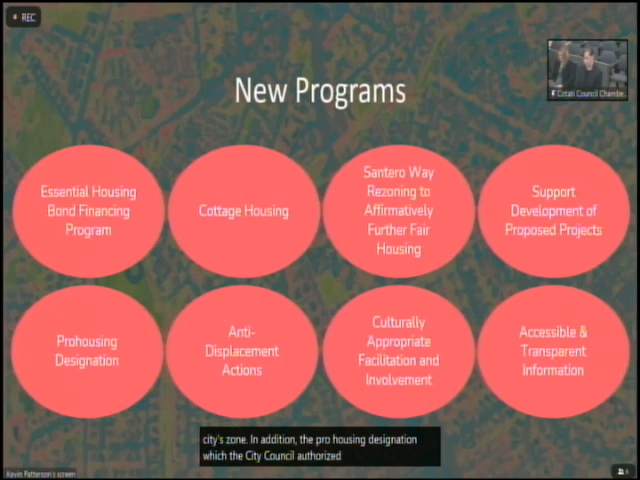 REC
New Programs
Cotati Council Chambe...
Essential Housing
Bond Financing
Program
Cottage Housing
Santero Way
Rezoning to
Affirmatively
Further Fair
Housing
Support
Development of
Proposed Projects
Prohousing
Designation
Anti-
Displacement
Actions
Culturally
Appropriate
Facilitation and
Involvement
Accessible &
Transparent
Information
city's zone. In addition, the pro housing designation
which the City Council authorized
Kevin Patterson's screen